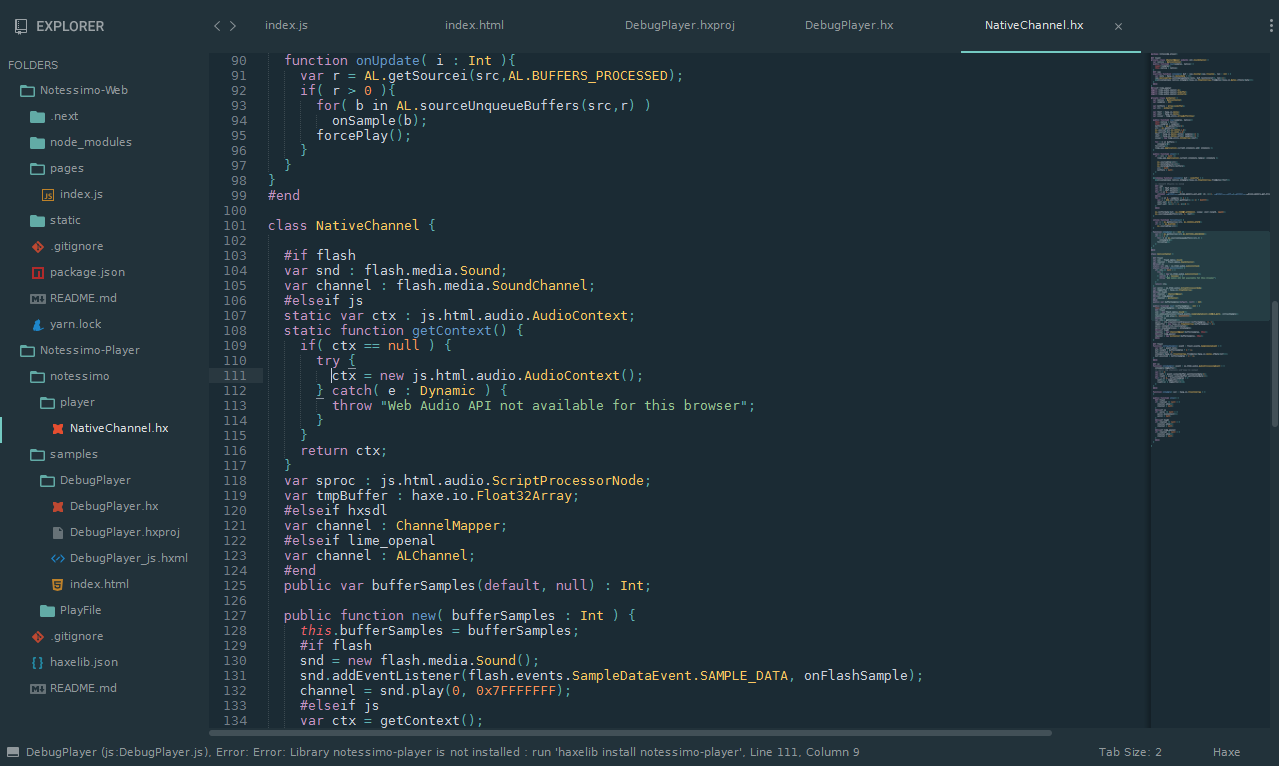 EXPLORER
index.js
index.html
DebugPlayer.hxproj
DebugPlayer.hx
NativeChannel.hx ×
FOLDERS
Notessimo-Web
.next
node_modules
pages
JS index.js
static
.gitignore
package.json
README.md
yarn.lock
Notessimo-Player
notessimo
player
NativeChannel.hx
samples
DebugPlayer
DebugPlayer.hx
DebugPlayer.hxproj
DebugPlayer_js.hxml
index.html
PlayFile
.gitignore
haxelib.json
README.md
90 function onUpdate( i : Int ){
91 var r = AL.getSourcei(src,AL.BUFFERS_PROCESSED);
92 if( r > 0 ){
93 for( b in AL.sourceUnqueueBuffers(src,r) )
94 onSample(b);
95 forcePlay();
96 }
97 }
98 }
99 #end
100
101 class NativeChannel {
102
103 #if flash
104 var snd : flash.media.Sound;
105 var channel : flash.media.SoundChannel;
106 #elseif js
107 static var ctx : js.html.audio.AudioContext;
108 static function getContext() {
109 if( ctx == null ) {
110 try {
111 ctx = new js.html.audio.AudioContext();
112 } catch( e : Dynamic ) {
113 throw "Web Audio API not available for this browser";
114 }
115 }
116 return ctx;
117 }
118 var sproc : js.html.audio.ScriptProcessorNode;
119 var tmpBuffer : haxe.io.Float32Array;
120 #elseif hxsdl
121 var channel : ChannelMapper;
122 #elseif lime_openal
123 var channel : ALChannel;
124 #end
125 public var bufferSamples(default, null) : Int;
126
127 public function new( bufferSamples : Int ) {
128 this.bufferSamples = bufferSamples;
129 #if flash
130 snd = new flash.media.Sound();
131 snd.addEventListener(flash.events.SampleDataEvent.SAMPLE_DATA, onFlashSample);
132 channel = snd.play(0, 0x7FFFFFFF);
133 #elseif js
134 var ctx = getContext();
DebugPlayer (js:DebugPlayer.js), Error: Error: Library notessimo-player is not installed : run 'haxelib install notessimo-player', Line 111, Column 9
Tab Size: 2
Haxe